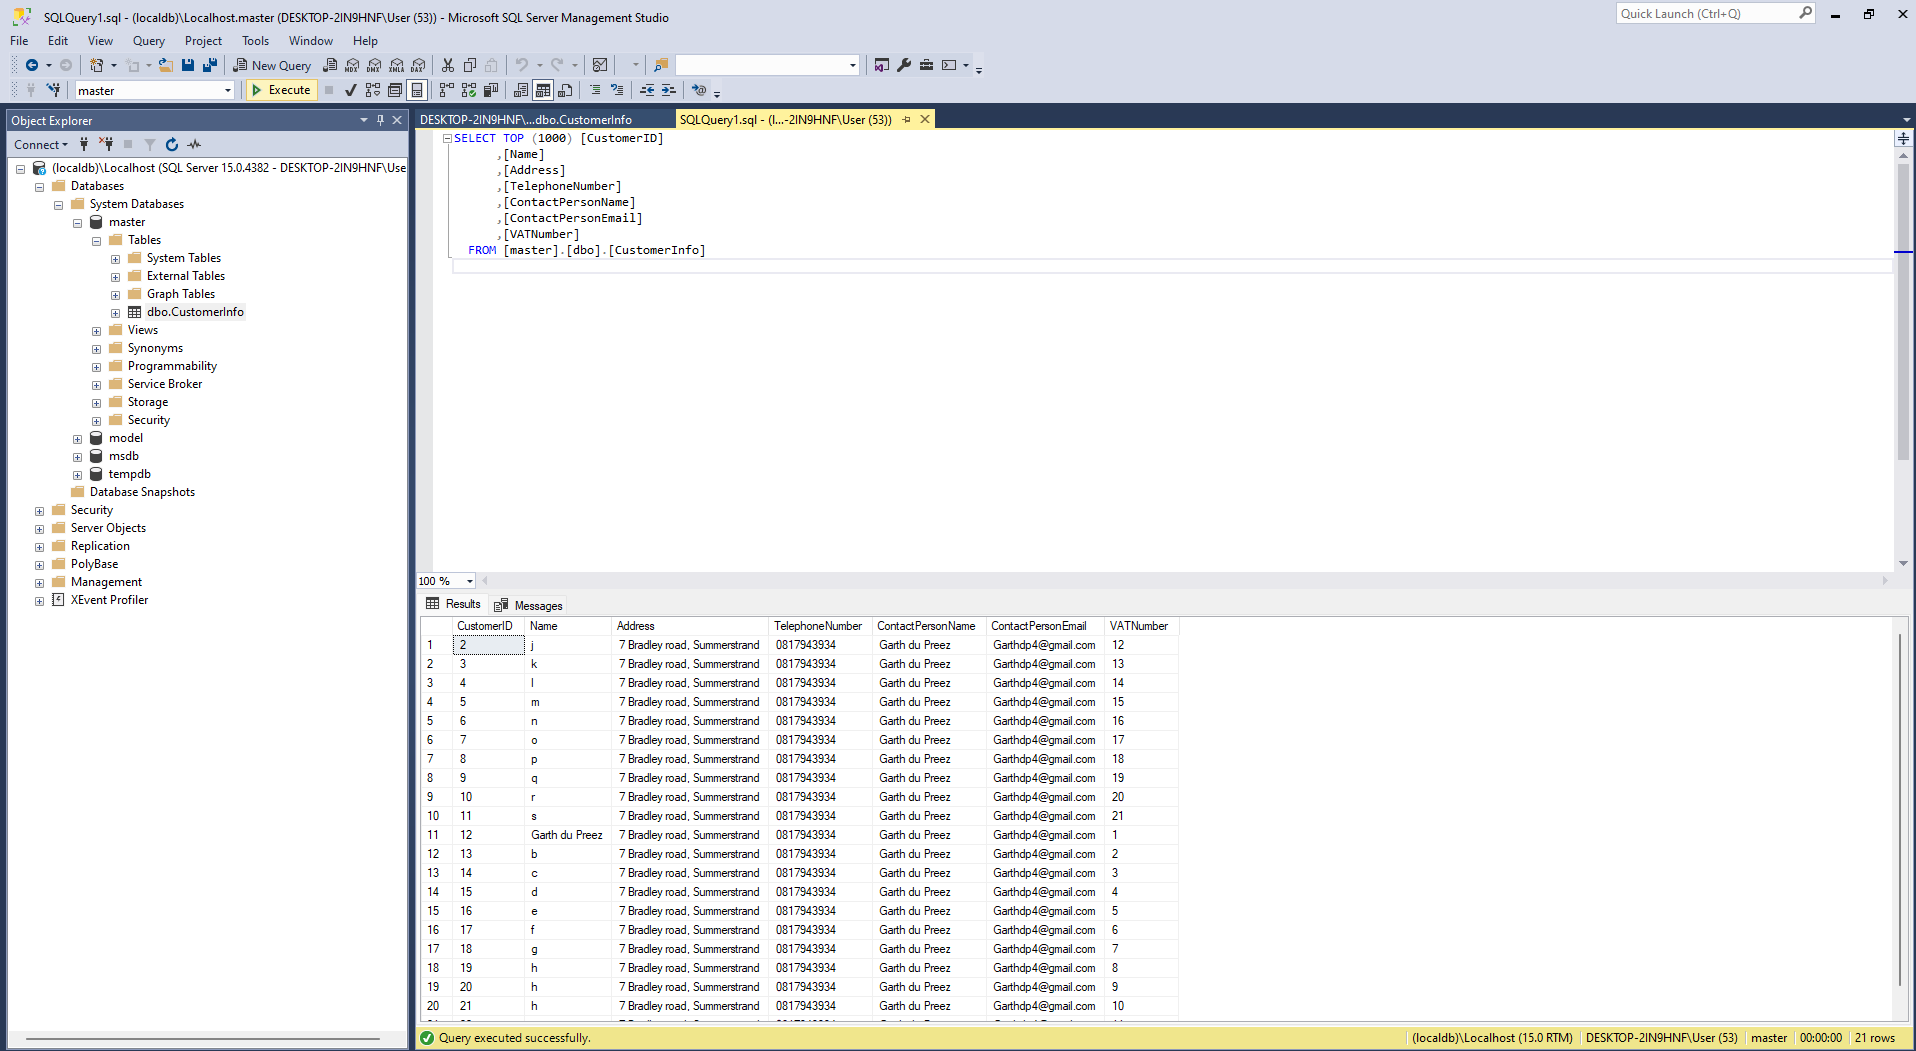 SQLQuery1.sql - (localdb)\Localhost.master (DESKTOP-2IN9HNF\User (53)) - Microsoft SQL Server Management Studio
Quick Launch (Ctrl+Q)
File Edit View Query Project Tools Window Help
New Query MDX DMX XMLA DAX
master Execute
Object Explorer
Connect
(localdb)\Localhost (SQL Server 15.0.4382 - DESKTOP-2IN9HNF\Use
Databases
System Databases
master
Tables
System Tables
External Tables
Graph Tables
dbo.CustomerInfo
Views
Synonyms
Programmability
Service Broker
Storage
Security
model
msdb
tempdb
Database Snapshots
Security
Server Objects
Replication
PolyBase
Management
XEvent Profiler
DESKTOP-2IN9HNF\...dbo.CustomerInfo SQLQuery1.sql - (l...-2IN9HNF\User (53))
SELECT TOP (1000) [CustomerID]
,[Name]
,[Address]
,[TelephoneNumber]
,[ContactPersonName]
,[ContactPersonEmail]
,[VATNumber]
FROM [master].[dbo].[CustomerInfo]
100 %
Results Messages
CustomerID Name Address TelephoneNumber ContactPersonName ContactPersonEmail VATNumber
1 2 j 7 Bradley road, Summerstrand 0817943934 Garth du Preez Garthdp4@gmail.com 12
2 3 k 7 Bradley road, Summerstrand 0817943934 Garth du Preez Garthdp4@gmail.com 13
3 4 l 7 Bradley road, Summerstrand 0817943934 Garth du Preez Garthdp4@gmail.com 14
4 5 m 7 Bradley road, Summerstrand 0817943934 Garth du Preez Garthdp4@gmail.com 15
5 6 n 7 Bradley road, Summerstrand 0817943934 Garth du Preez Garthdp4@gmail.com 16
6 7 o 7 Bradley road, Summerstrand 0817943934 Garth du Preez Garthdp4@gmail.com 17
7 8 p 7 Bradley road, Summerstrand 0817943934 Garth du Preez Garthdp4@gmail.com 18
8 9 q 7 Bradley road, Summerstrand 0817943934 Garth du Preez Garthdp4@gmail.com 19
9 10 r 7 Bradley road, Summerstrand 0817943934 Garth du Preez Garthdp4@gmail.com 20
10 11 s 7 Bradley road, Summerstrand 0817943934 Garth du Preez Garthdp4@gmail.com 21
11 12 Garth du Preez 7 Bradley road, Summerstrand 0817943934 Garth du Preez Garthdp4@gmail.com 1
12 13 b 7 Bradley road, Summerstrand 0817943934 Garth du Preez Garthdp4@gmail.com 2
13 14 c 7 Bradley road, Summerstrand 0817943934 Garth du Preez Garthdp4@gmail.com 3
14 15 d 7 Bradley road, Summerstrand 0817943934 Garth du Preez Garthdp4@gmail.com 4
15 16 e 7 Bradley road, Summerstrand 0817943934 Garth du Preez Garthdp4@gmail.com 5
16 17 f 7 Bradley road, Summerstrand 0817943934 Garth du Preez Garthdp4@gmail.com 6
17 18 g 7 Bradley road, Summerstrand 0817943934 Garth du Preez Garthdp4@gmail.com 7
18 19 h 7 Bradley road, Summerstrand 0817943934 Garth du Preez Garthdp4@gmail.com 8
19 20 h 7 Bradley road, Summerstrand 0817943934 Garth du Preez Garthdp4@gmail.com 9
20 21 h 7 Bradley road, Summerstrand 0817943934 Garth du Preez Garthdp4@gmail.com 10
Query executed successfully. (localdb)\Localhost (15.0 RTM) DESKTOP-2IN9HNF\User (53) master 00:00:00 21 rows